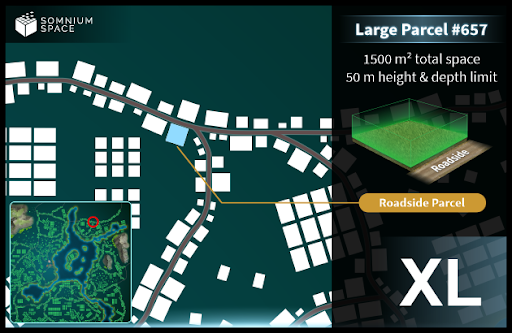 SOMNIUM
SPACE
Large Parcel #657
1500 m² total space
50 m height & depth limit
Roadside
Roadside Parcel
XL